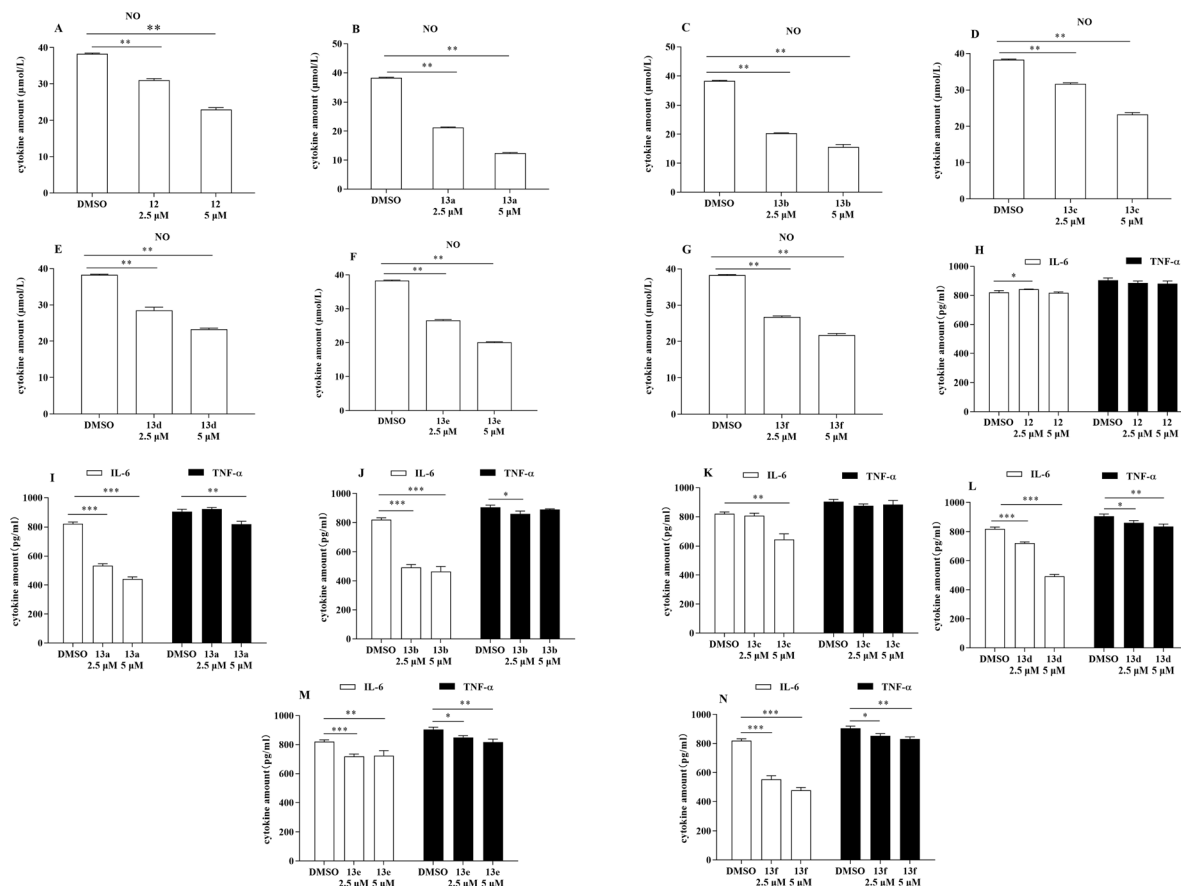 A
NO
**
**
cytokine amount (μmol/L)
40
30
20
10
0
DMSO
12
2.5 μM
12
5 μM
B
NO
**
**
cytokine amount (μmol/L)
50
40
30
20
10
0
DMSO
13a
2.5 μM
13a
5 μM
C
NO
**
**
cytokine amount (μmol/L)
50
40
30
20
10
0
DMSO
13b
2.5 μM
13b
5 μM
D
NO
**
**
cytokine amount (μmol/L)
40
30
20
10
0
DMSO
13c
2.5 μM
13c
5 μM
E
NO
**
**
cytokine amount (μmol/L)
40
30
20
10
0
DMSO
13d
2.5 μM
13d
5 μM
F
NO
**
**
cytokine amount (μmol/L)
40
30
20
10
0
DMSO
13e
2.5 μM
13e
5 μM
G
NO
**
**
cytokine amount (μmol/L)
40
30
20
10
0
DMSO
13f
2.5 μM
13f
5 μM
H
IL-6
TNF-α
*
cytokine amount(pg/ml)
1000
800
600
400
200
0
DMSO 12 12 DMSO 12 12
2.5 μM 5 μM 2.5 μM 5 μM
I
IL-6
TNF-α
***
***
**
cytokine amount(pg/ml)
1000
800
600
400
200
0
DMSO 13a 13a DMSO 13a 13a
2.5 μM 5 μM 2.5 μM 5 μM
J
IL-6
TNF-α
***
***
*
cytokine amount(pg/ml)
1000
800
600
400
200
0
DMSO 13b 13b DMSO 13b 13b
2.5 μM 5 μM 2.5 μM 5 μM
K
IL-6
TNF-α
**
cytokine amount(pg/ml)
1000
800
600
400
200
0
DMSO 13c 13c DMSO 13c 13c
2.5 μM 5 μM 2.5 μM 5 μM
L
IL-6
TNF-α
***
***
**
*
cytokine amount(pg/ml)
1000
800
600
400
200
0
DMSO 13d 13d DMSO 13d 13d
2.5 μM 5 μM 2.5 μM 5 μM
M
IL-6
TNF-α
**
***
**
*
cytokine amount(pg/ml)
1000
800
600
400
200
0
DMSO 13e 13e DMSO 13e 13e
2.5 μM 5 μM 2.5 μM 5 μM
N
IL-6
TNF-α
***
***
**
*
cytokine amount(pg/ml)
1000
800
600
400
200
0
DMSO 13f 13f DMSO 13f 13f
2.5 μM 5 μM 2.5 μM 5 μM